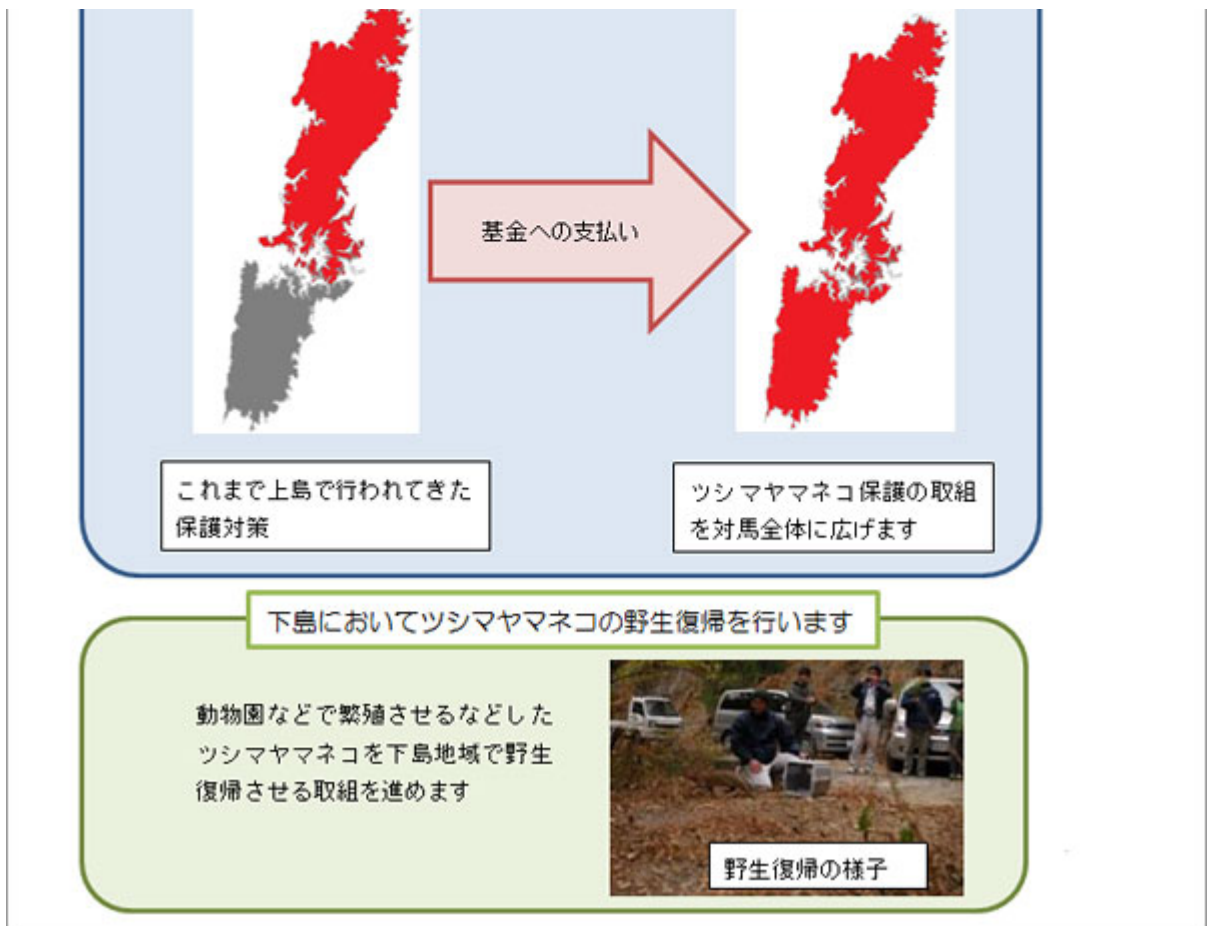 基金への支払い
これまで上島で行われてきた
保護対策
ツシマヤマネコ保護の取組
を対馬全体に広げます
下島においてツシマヤマネコの野生復帰を行います
動物園などで繁殖させるなどした
ツシマヤマネコを下島地域で野生
復帰させる取組を進めます
野生復帰の様子